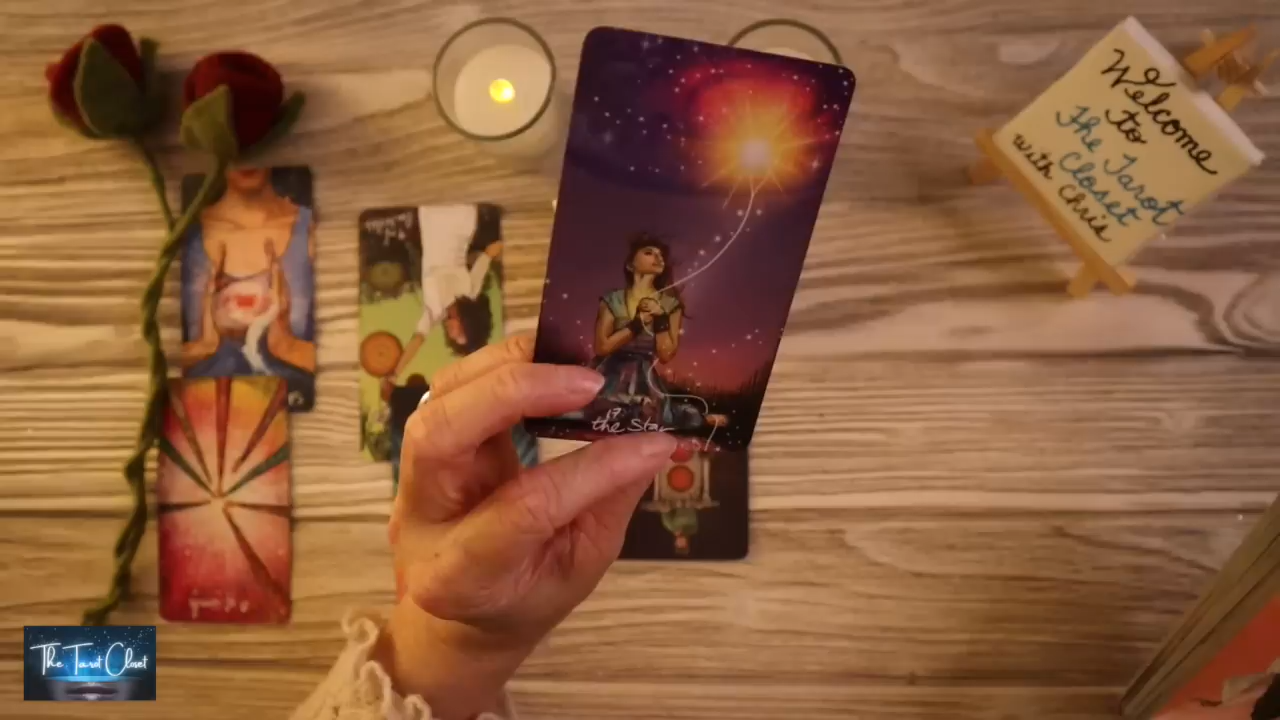 Welcome
to
The Tarot
Closet
with Chris
17
the Star
The Tarot Closet